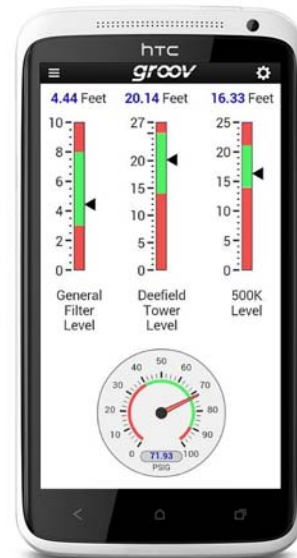 hTC
groov
4.44 Feet 20.14 Feet 16.33 Feet
10 27 25
8 20 20
6 15 15
4 10 10
2 5 5
0 0 0
General
Filter
Level
Deefield
Tower
Level
500K
Level
50
40 60
30 70
20 80
10 90
0 71.93 100
PSIG